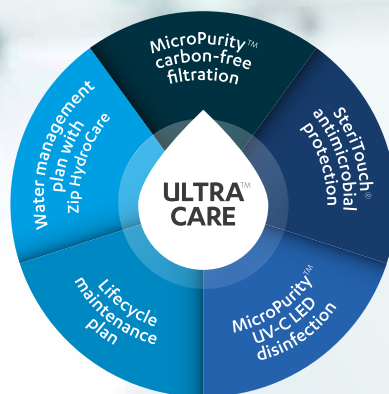 MicroPurity™
carbon-free
filtration
SteriTouch®
antimicrobial
protection
MicroPurity™
UV-C LED
disinfection
Lifecycle
maintenance
plan
Water management
plan with
Zip HydroCare
ULTRA™
CARE